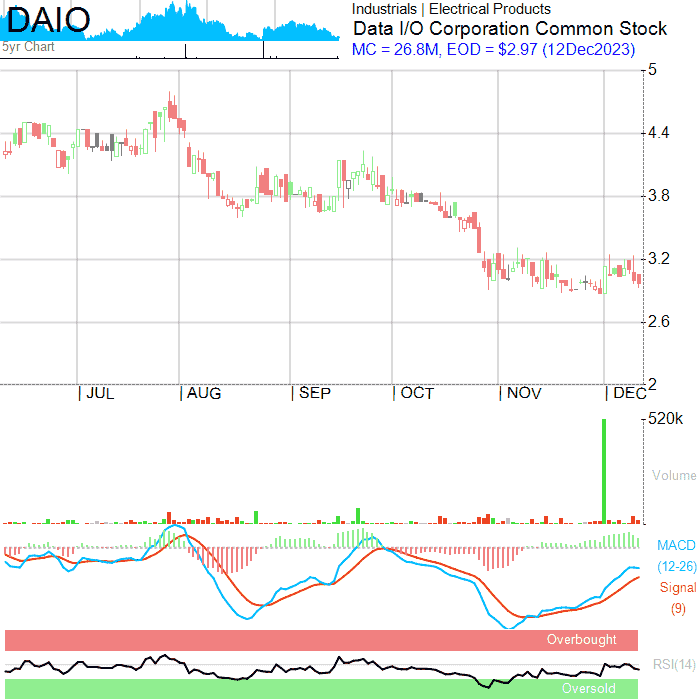 DAIO
5yr Chart
Industrials | Electrical Products
Data I/O Corporation Common Stock
MC = 26.8M, EOD = $2.97 (12Dec2023)
5
4.4
3.8
3.2
2.6
2
| JUL | AUG | SEP | OCT | NOV | DEC
520k
Volume
MACD
(12-26)
Signal
(9)
Overbought
RSI(14)
Oversold